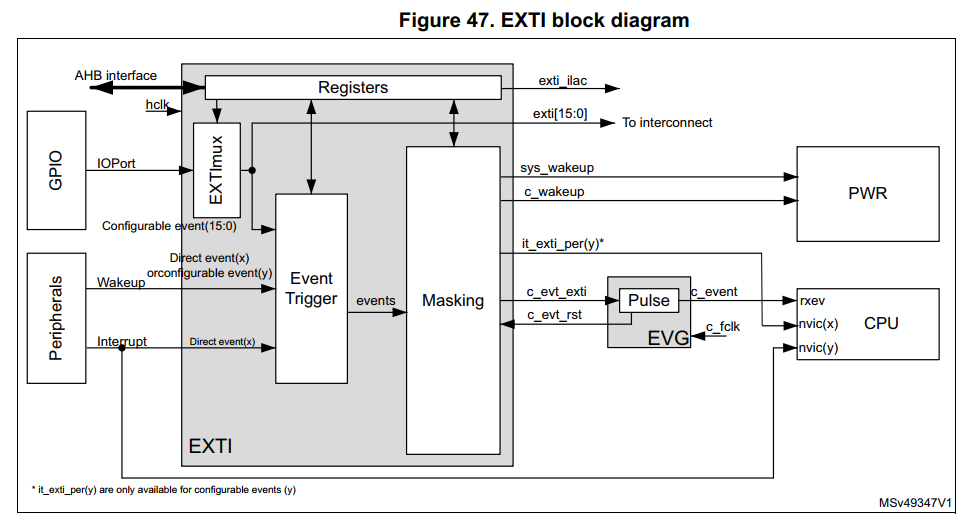 Figure 47. EXTI block diagram
AHB interface
Registers
exti_ilac
hclk
exti[15:0]
To interconnect
GPIO
IOPort
EXTImux
sys_wakeup
c_wakeup
PWR
Configurable event(15:0)
Direct event(x)
orconfigurable event(y)
it_exti_per(y)*
Peripherals
Wakeup
Event
Trigger
events
Masking
c_evt_exti
Pulse
c_event
rxev
CPU
c_evt_rst
EVG
c_fclk
nvic(x)
Interrupt
Direct event(x)
nvic(y)
EXTI
* it_exti_per(y) are only available for configurable events (y)
MSv49347V1